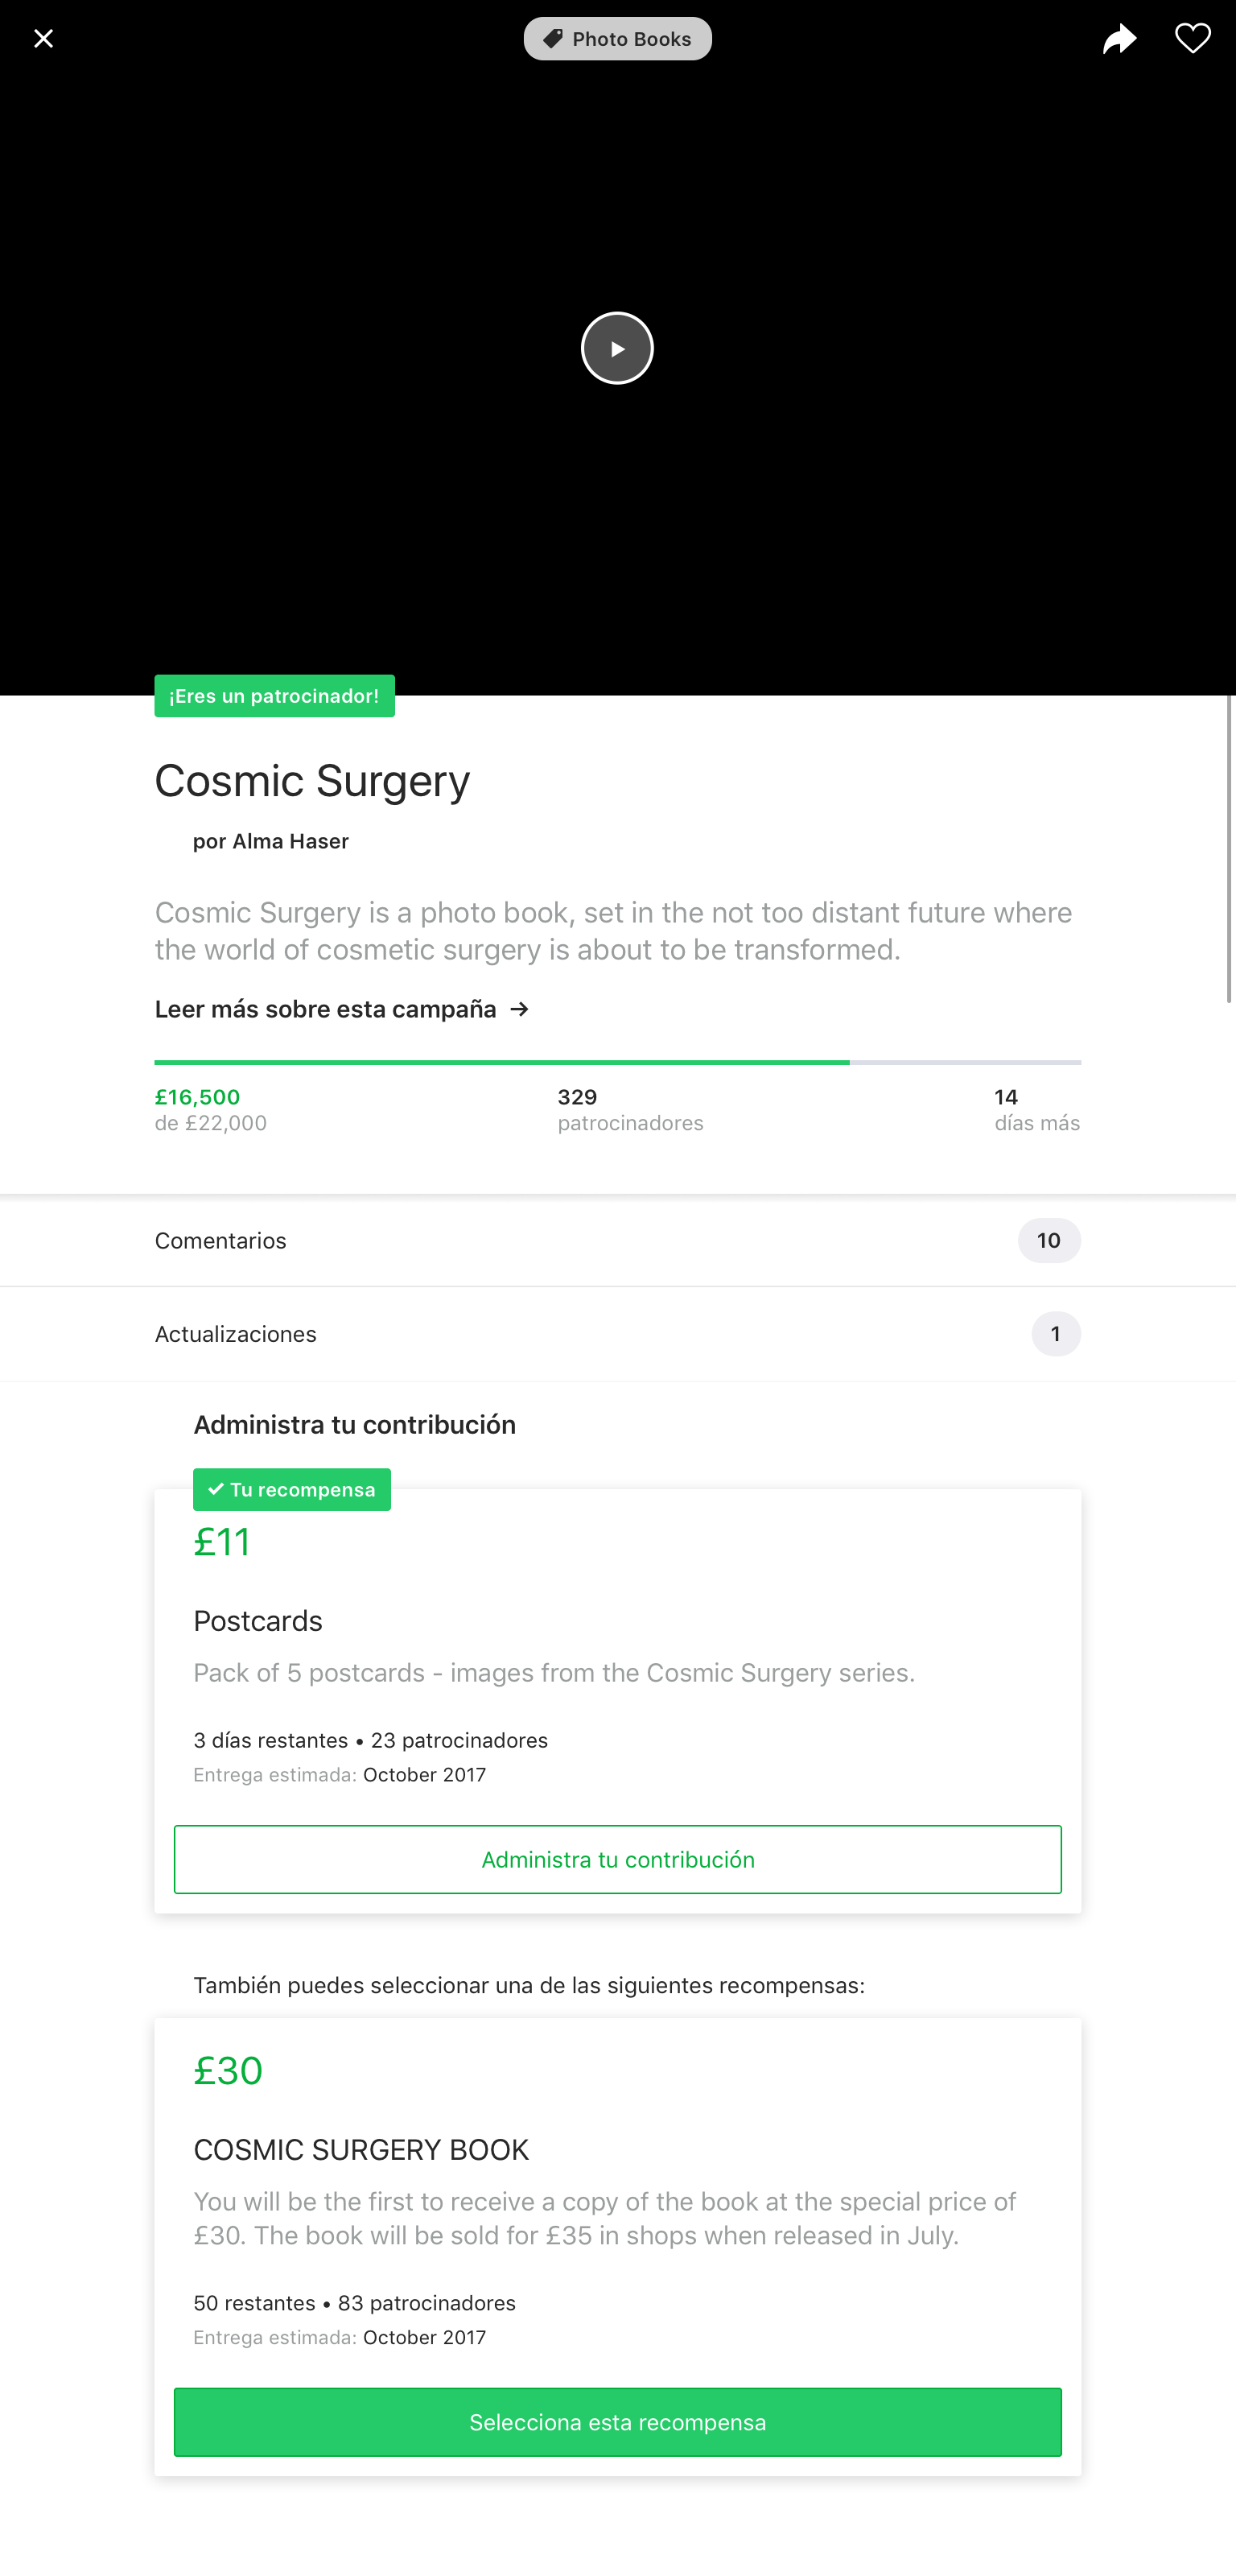 Photo Books
¡Eres un patrocinador!
Cosmic Surgery
por Alma Haser
Cosmic Surgery is a photo book, set in the not too distant future where
the world of cosmetic surgery is about to be transformed.
Leer más sobre esta campaña →
£16,500
de £22,000
329
patrocinadores
14
días más
Comentarios
10
Actualizaciones
1
Administra tu contribución
Tu recompensa
£11
Postcards
Pack of 5 postcards - images from the Cosmic Surgery series.
3 días restantes • 23 patrocinadores
Entrega estimada: October 2017
Administra tu contribución
También puedes seleccionar una de las siguientes recompensas:
£30
COSMIC SURGERY BOOK
You will be the first to receive a copy of the book at the special price of
£30. The book will be sold for £35 in shops when released in July.
50 restantes • 83 patrocinadores
Entrega estimada: October 2017
Selecciona esta recompensa